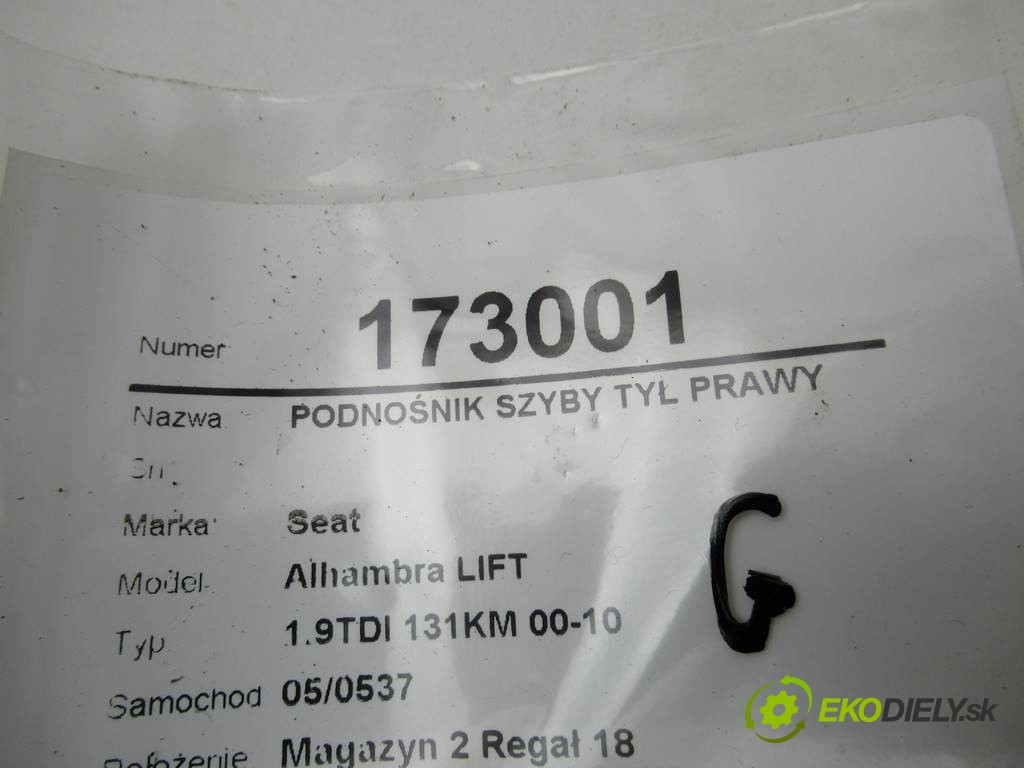 Numer 173001
Nazwa PODNOŚNIK SZYBY TYŁ PRAWY
Marka Seat
Model Alhambra LIFT
Typ 1.9TDI 131KM 00-10
Samochod 05/0537
Położenie Magazyn 2 Regał 18
G
EKODIELY.sk